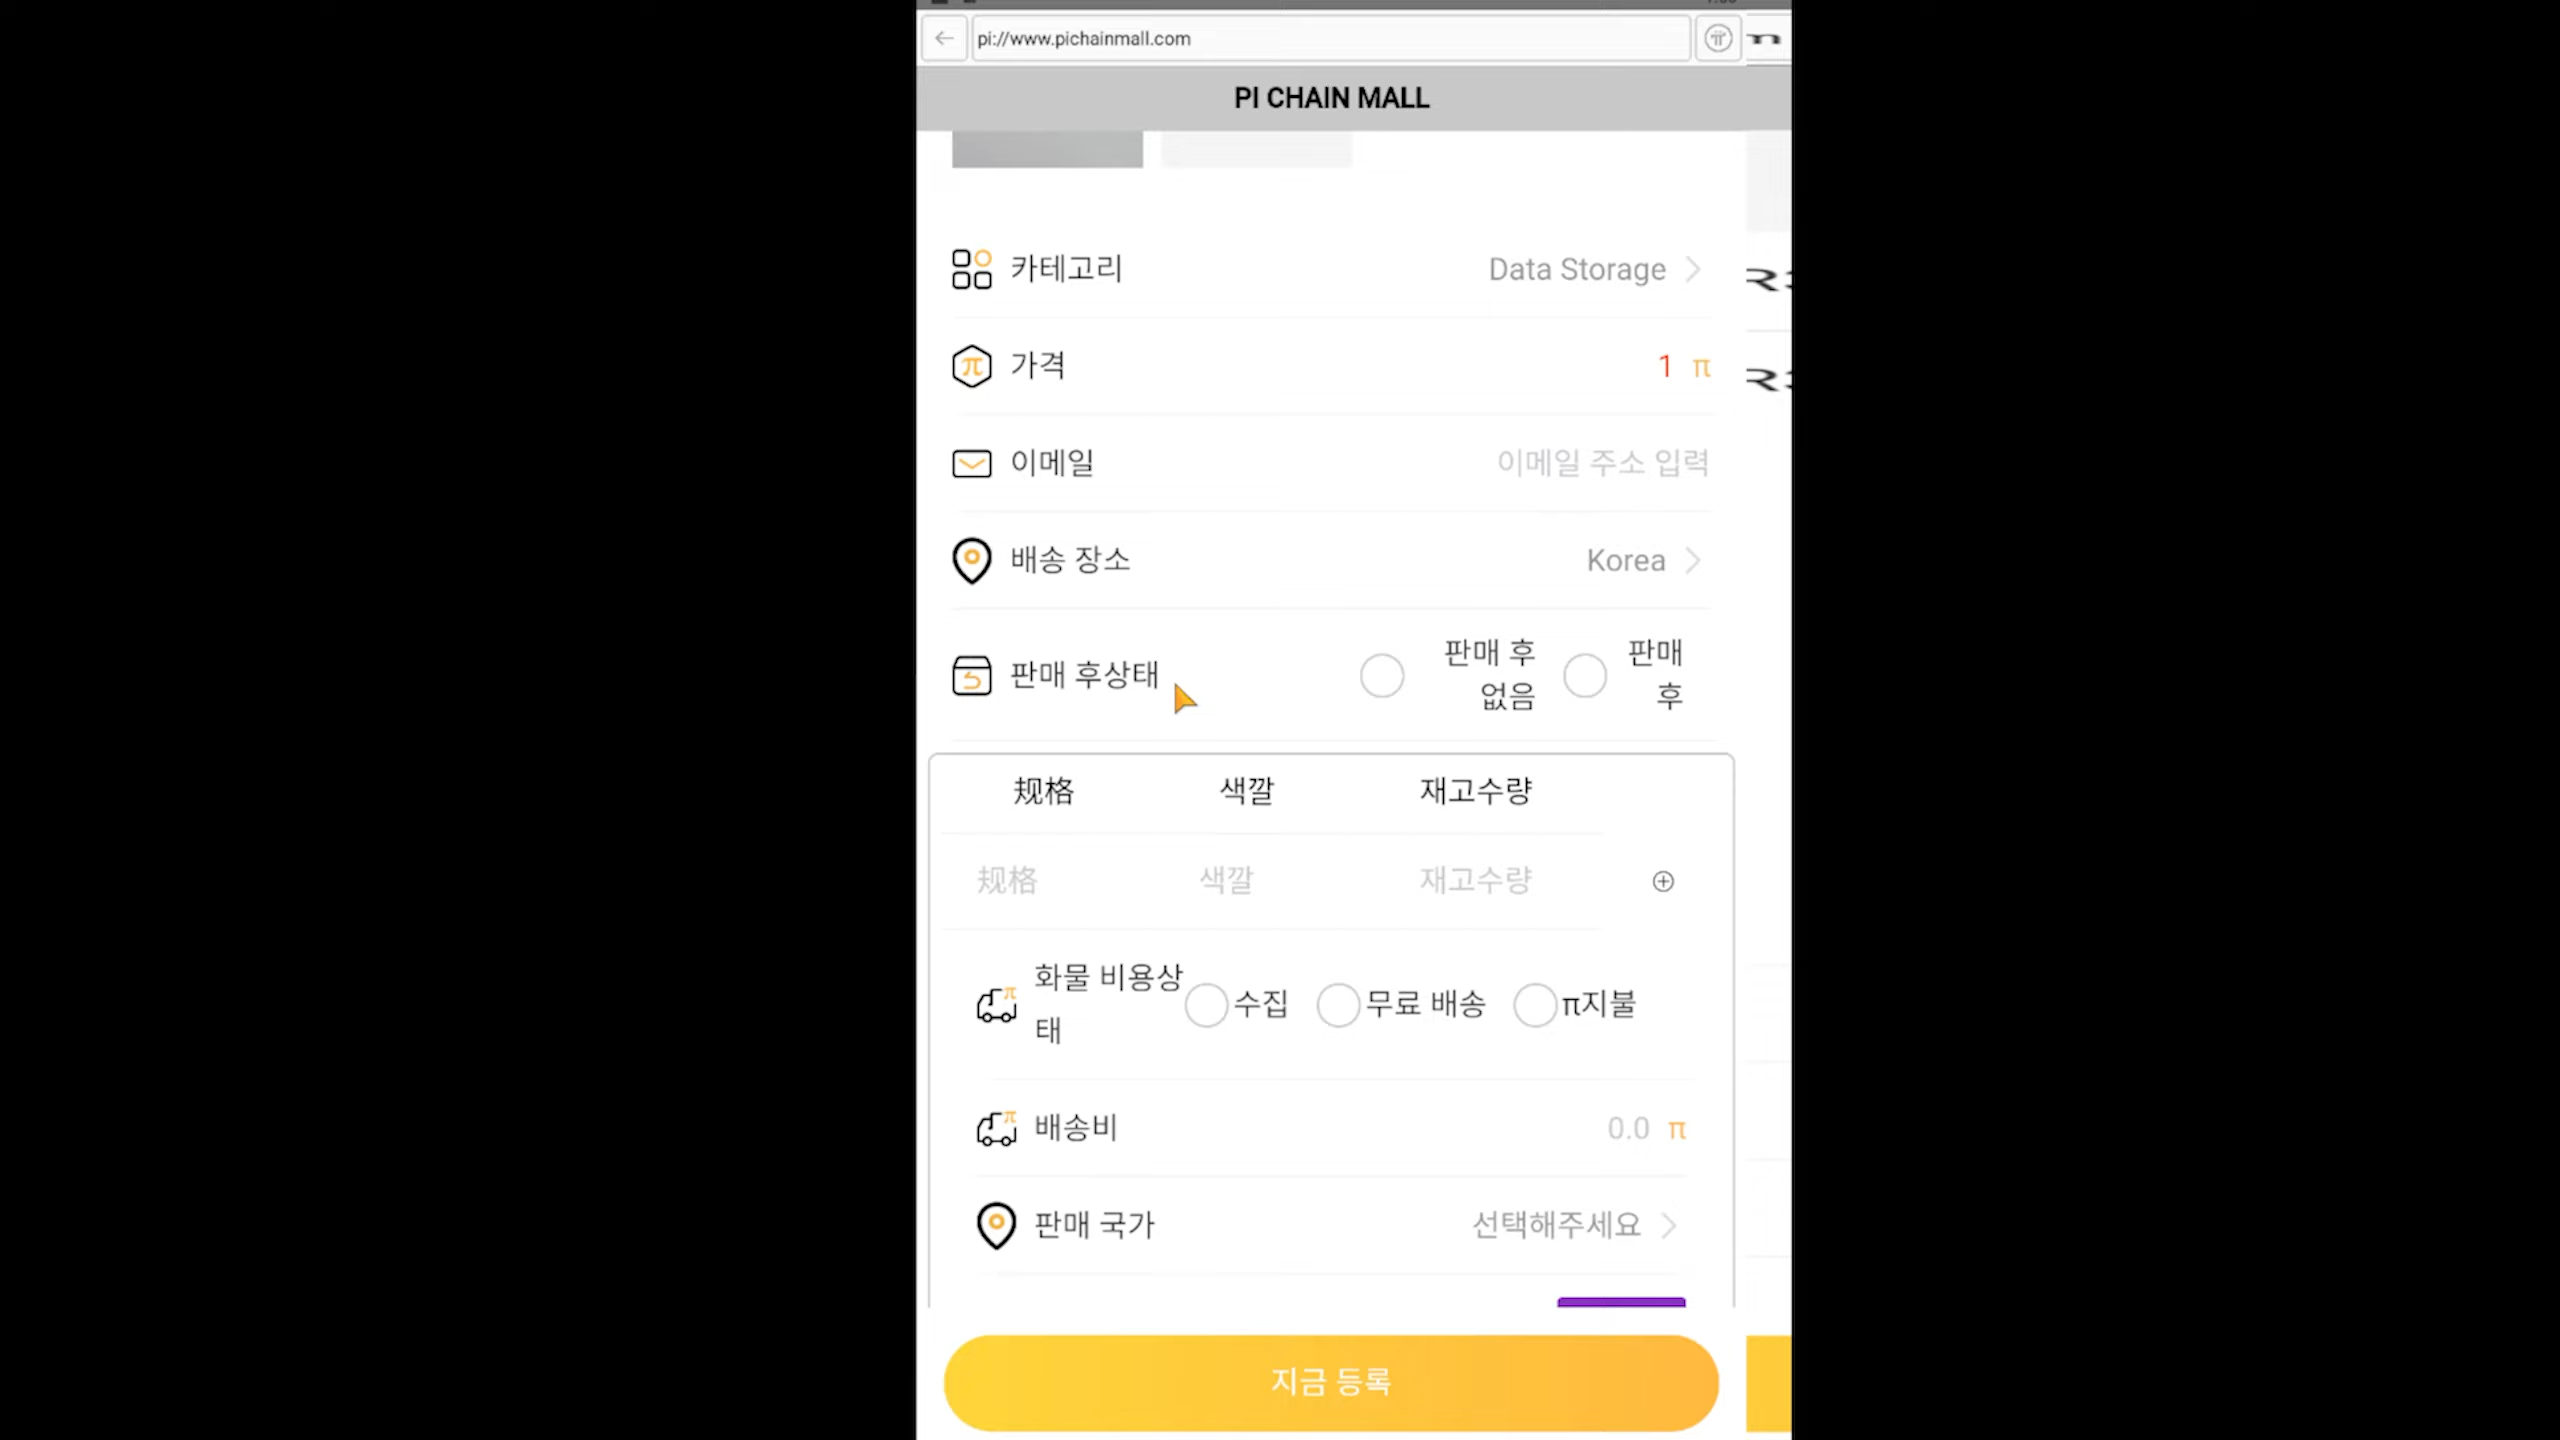 pi://www.pichainmall.com
PI CHAIN MALL
카테고리
Data Storage
가격
1 π
이메일
이메일 주소 입력
배송 장소
Korea
판매 후상태
판매 후
없음
판매
후
规格 색깔 재고수량
规格 색깔 재고수량
화물 비용상
태
수집 무료 배송 π지불
배송비
0.0 π
판매 국가
선택해주세요
지금 등록